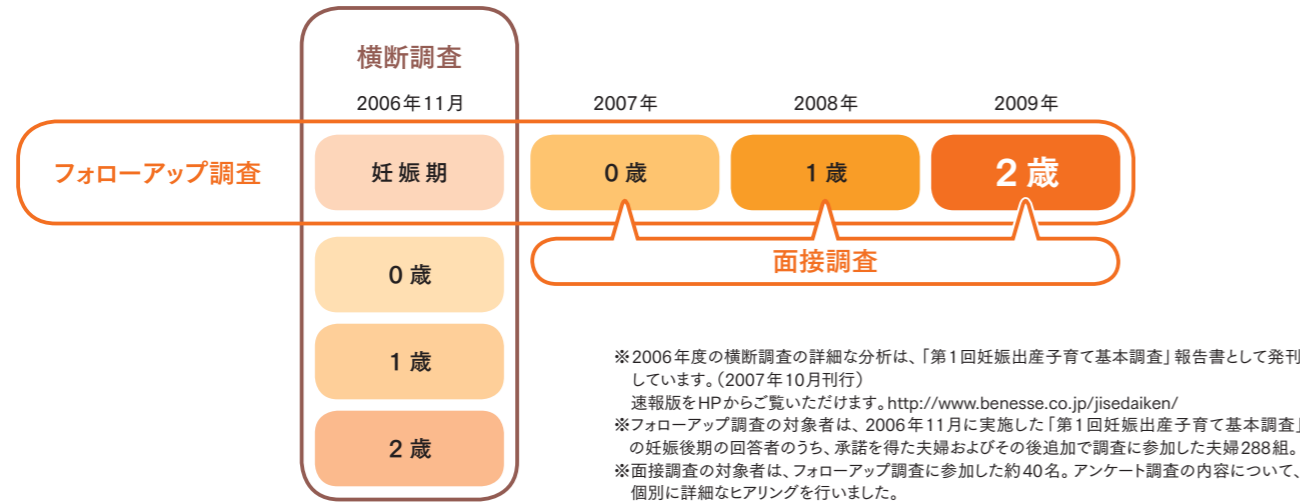 横断調査
2006年11月
2007年
2008年
2009年
フォローアップ調査
妊娠期
0歳
1歳
2歳
面接調査
0歳
1歳
2歳
※2006年度の横断調査の詳細な分析は、「第1回妊娠出産子育て基本調査」報告書として発刊
しています。(2007年10月刊行)
速報版をHPからご覧いただけます。http://www.benesse.co.jp/jisedaiken/
※フォローアップ調査の対象者は、2006年11月に実施した「第1回妊娠出産子育て基本調査」
の妊娠後期の回答者のうち、承諾を得た夫婦およびその後追加で調査に参加した夫婦288組。
※面接調査の対象者は、フォローアップ調査に参加した約40名。アンケート調査の内容について、
個別に詳細なヒアリングを行いました。